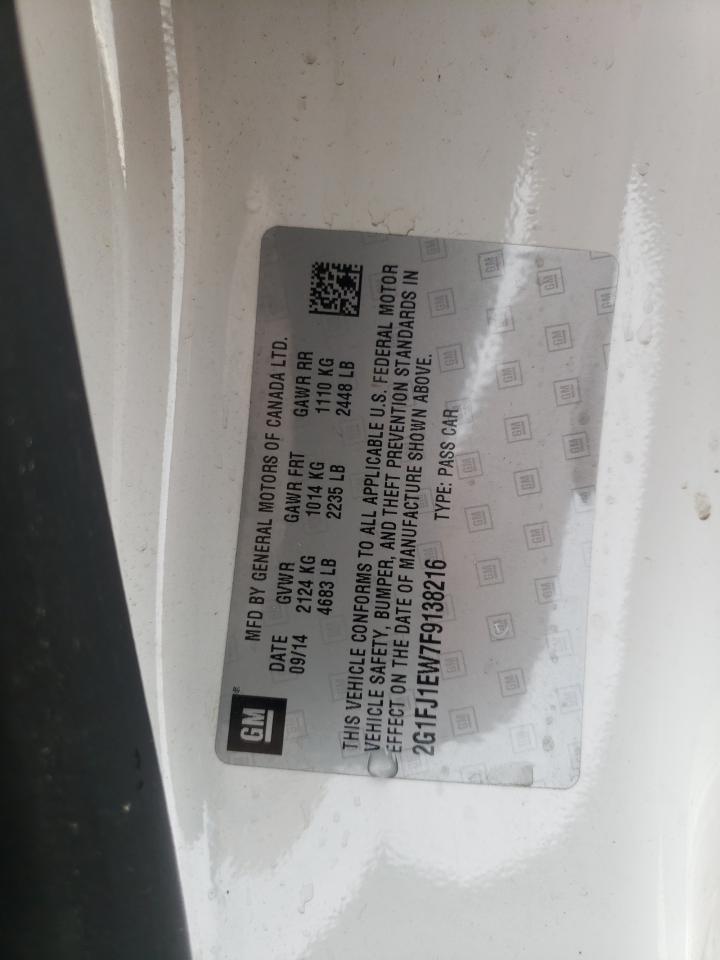 GM
MFD BY GENERAL MOTORS OF CANADA LTD.
DATE GVWR GAWR FRT GAWR RR
09/14 2124 KG 1014 KG 1110 KG
4683 LB 2235 LB 2448 LB
THIS VEHICLE CONFORMS TO ALL APPLICABLE U.S. FEDERAL MOTOR
VEHICLE SAFETY, BUMPER, AND THEFT PREVENTION STANDARDS IN
EFFECT ON THE DATE OF MANUFACTURE SHOWN ABOVE.
2G1FJ1EW7F9138216 TYPE: PASS CAR